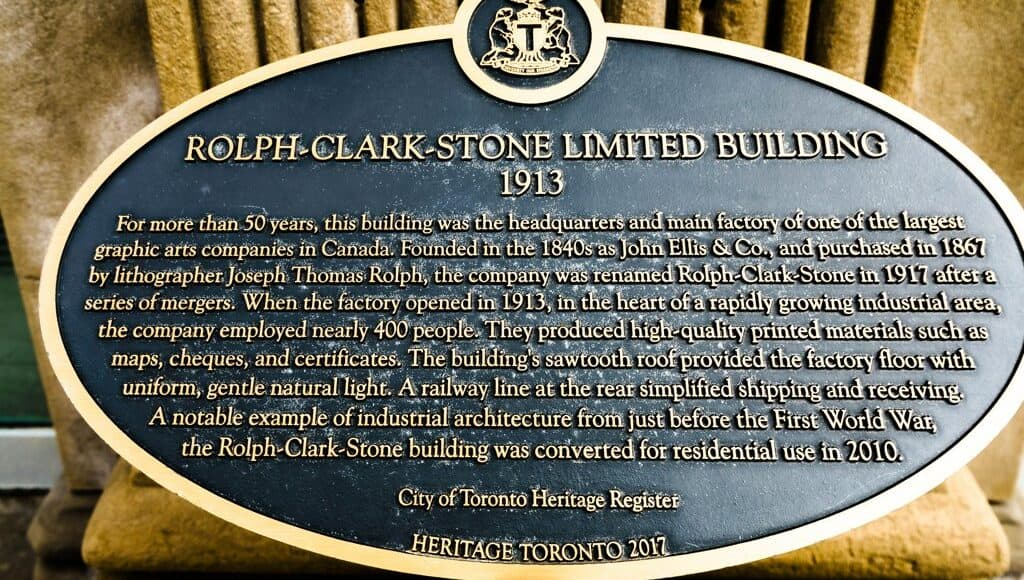 T
ROLPH-CLARK-STONE LIMITED BUILDING
1913
For more than 50 years, this building was the headquarters and main factory of one of the largest
graphic arts companies in Canada. Founded in the 1840s as John Ellis & Co., and purchased in 1867
by lithographer Joseph Thomas Rolph, the company was renamed Rolph-Clark-Stone in 1917 after a
series of mergers. When the factory opened in 1913, in the heart of a rapidly growing industrial area,
the company employed nearly 400 people. They produced high-quality printed materials such as
maps, cheques, and certificates. The building's sawtooth roof provided the factory floor with
uniform, gentle natural light. A railway line at the rear simplified shipping and receiving.
A notable example of industrial architecture from just before the First World War,
the Rolph-Clark-Stone building was converted for residential use in 2010.
City of Toronto Heritage Register
HERITAGE TORONTO 2017